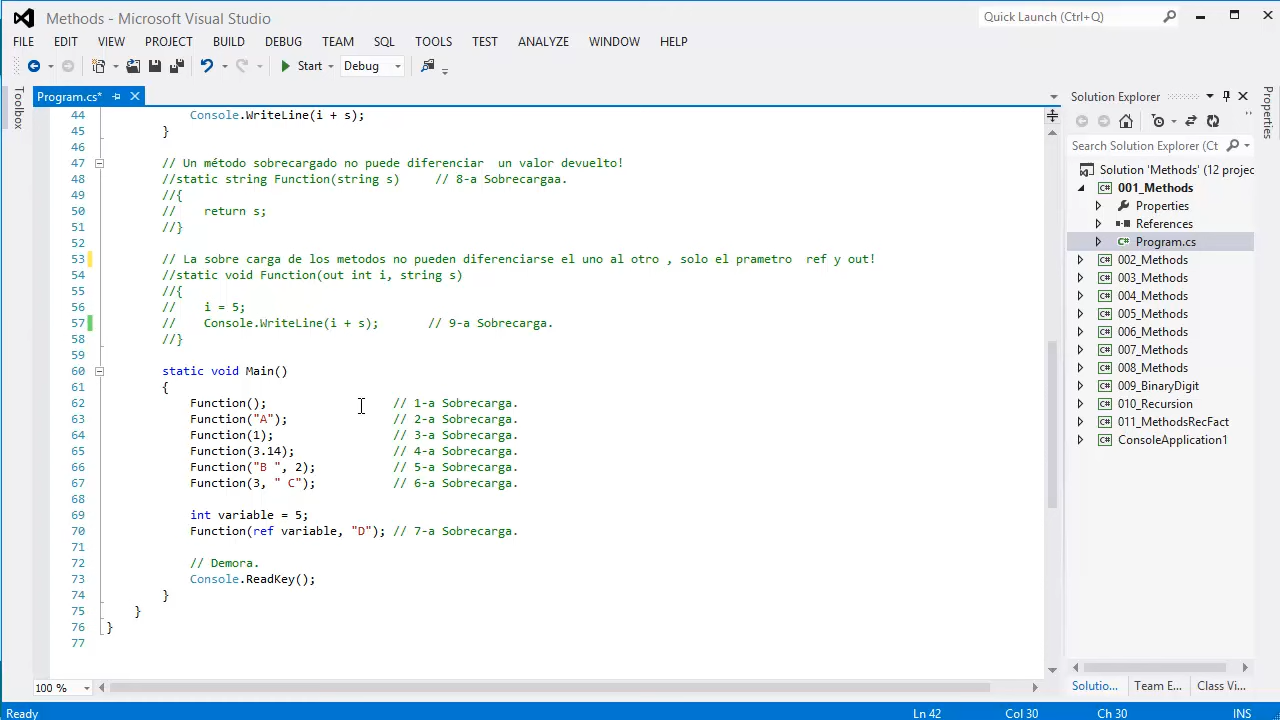 Methods - Microsoft Visual Studio
Quick Launch (Ctrl+Q)
FILE EDIT VIEW PROJECT BUILD DEBUG TEAM SQL TOOLS TEST ANALYZE WINDOW HELP
Start Debug
Toolbox
Program.cs*
44 Console.WriteLine(i + s);
45 }
46
47 // Un método sobrecargado no puede diferenciar  un valor devuelto!
48 //static string Function(string s)     // 8-a Sobrecargaa.
49 //{
50 //   return s;
51 //}
52
53 // La sobre carga de los metodos no pueden diferenciarse el uno al otro , solo el prametro  ref y out!
54 //static void Function(out int i, string s)
55 //{
56 //   i = 5;
57 //   Console.WriteLine(i + s);       // 9-a Sobrecarga.
58 //}
59
60 static void Main()
61 {
62 Function();                  // 1-a Sobrecarga.
63 Function("A");               // 2-a Sobrecarga.
64 Function(1);                 // 3-a Sobrecarga.
65 Function(3.14);              // 4-a Sobrecarga.
66 Function("B ", 2);           // 5-a Sobrecarga.
67 Function(3, " C");           // 6-a Sobrecarga.
68
69 int variable = 5;
70 Function(ref variable, "D"); // 7-a Sobrecarga.
71
72 // Demora.
73 Console.ReadKey();
74 }
75 }
76 }
77
100 %
Solution Explorer
Search Solution Explorer (Ct
Solution 'Methods' (12 projec
001_Methods
Properties
References
Program.cs
002_Methods
003_Methods
004_Methods
005_Methods
006_Methods
007_Methods
008_Methods
009_BinaryDigit
010_Recursion
011_MethodsRecFact
ConsoleApplication1
Solutio... Team E... Class Vi...
Properties
Ready Ln 42 Col 30 Ch 30 INS